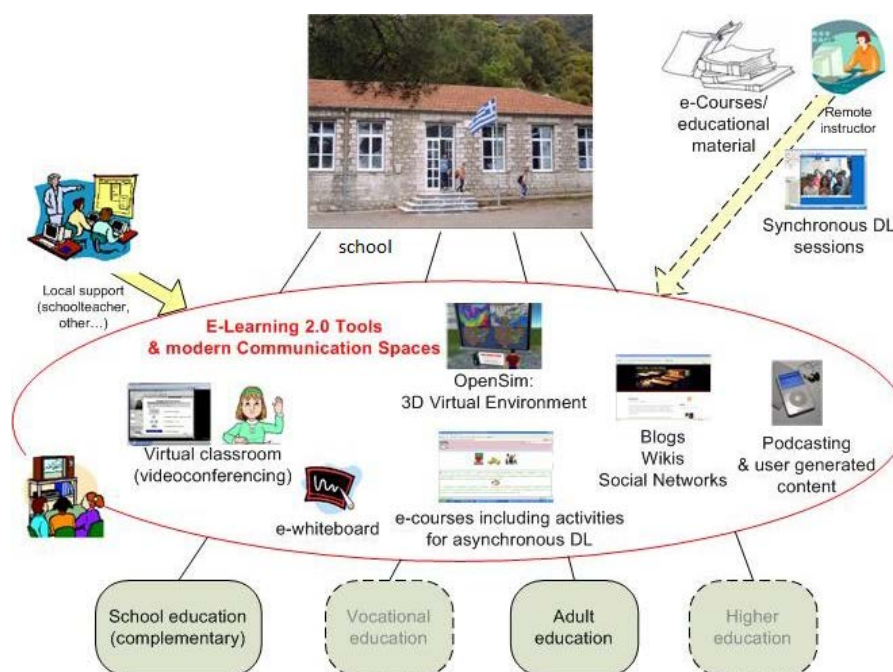 e-Courses/
educational
material
Remote
instructor
Synchronous DL
sessions
school
Local support
(schoolteacher,
other...)
E-Learning 2.0 Tools
& modern Communication Spaces
OpenSim:
3D Virtual Environment
Virtual classroom
(videoconferencing)
Blogs
Wikis
Social Networks
Podcasting
& user generated
content
e-whiteboard
e-courses including activities
for asynchronous DL
School education
(complementary)
Vocational
education
Adult
education
Higher
education